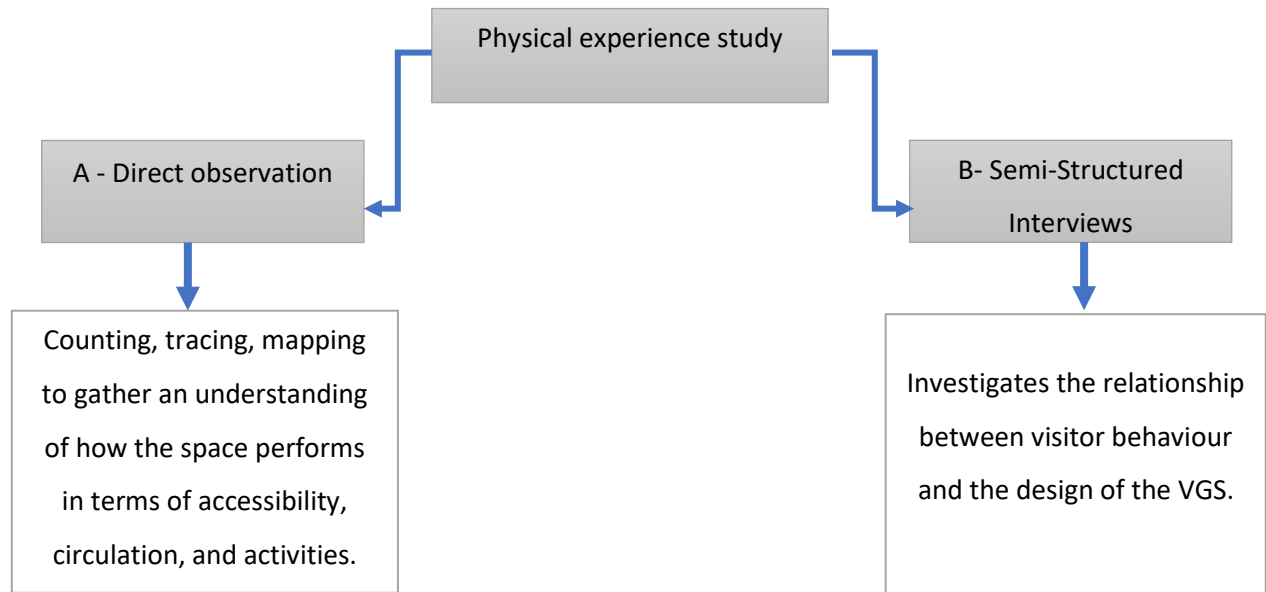 Physical experience study
A - Direct observation
B- Semi-Structured
Interviews
Counting, tracing, mapping
to gather an understanding
of how the space performs
in terms of accessibility,
circulation, and activities.
Investigates the relationship
between visitor behaviour
and the design of the VGS.